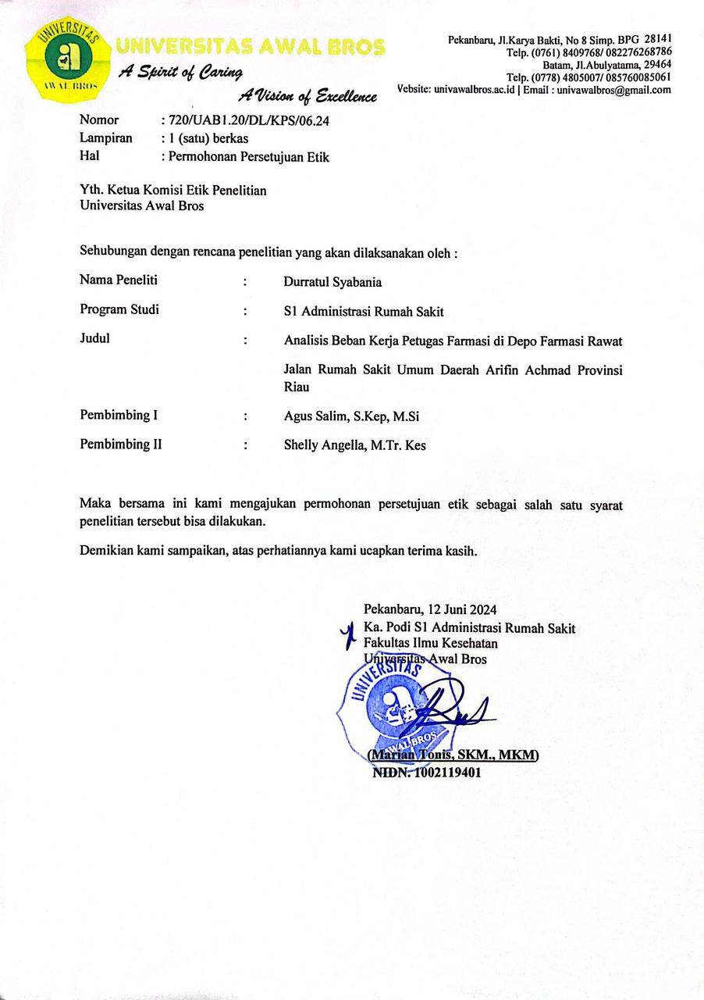 UNIVERSITAS
AWAL BROS
UNIVERSITAS AWAL BROS
A Spirit of Caring
A Vision of Excellence
Pekanbaru, Jl.Karya Bakti, No 8 Simp. BPG 28141
Telp. (0761) 8409768/ 082276268786
Batam, Jl.Abulyatama, 29464
Telp. (0778) 4805007/ 085760085061
Vebsite: univawalbros.ac.id | Email : univawalbros@gmail.com
Nomor : 720/UAB1.20/DL/KPS/06.24
Lampiran : 1 (satu) berkas
Hal : Permohonan Persetujuan Etik
Yth. Ketua Komisi Etik Penelitian
Universitas Awal Bros
Sehubungan dengan rencana penelitian yang akan dilaksanakan oleh :
Nama Peneliti : Durratul Syabania
Program Studi : S1 Administrasi Rumah Sakit
Judul : Analisis Beban Kerja Petugas Farmasi di Depo Farmasi Rawat
Jalan Rumah Sakit Umum Daerah Arifin Achmad Provinsi
Riau
Pembimbing I : Agus Salim, S.Kep, M.Si
Pembimbing II : Shelly Angella, M.Tr. Kes
Maka bersama ini kami mengajukan permohonan persetujuan etik sebagai salah satu syarat
penelitian tersebut bisa dilakukan.
Demikian kami sampaikan, atas perhatiannya kami ucapkan terima kasih.
Pekanbaru, 12 Juni 2024
Ka. Podi S1 Administrasi Rumah Sakit
Fakultas Ilmu Kesehatan
Universitas Awal Bros
UNIVERSITAS
AWAL BROS
(Marian Tonis, SKM., MKM)
NIDN. 1002119401